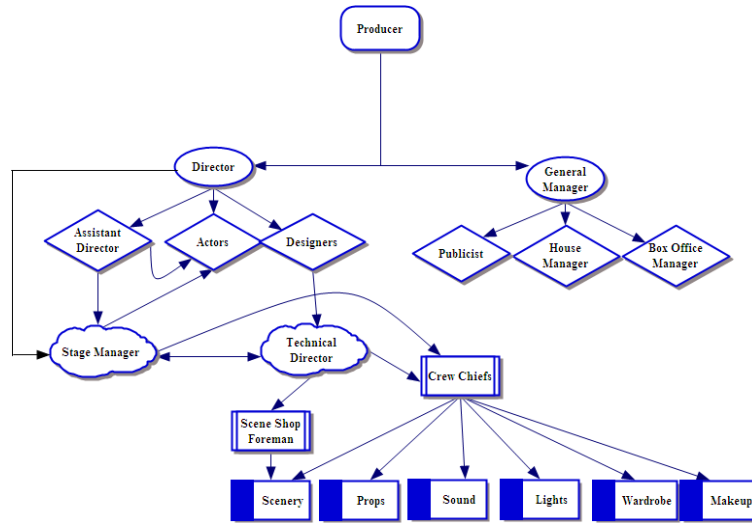 Producer
Director
General
Manager
Assistant
Director
Actors
Designers
Publicist
House
Manager
Box Office
Manager
Stage Manager
Technical
Director
Crew Chiefs
Scene Shop
Foreman
Scenery
Props
Sound
Lights
Wardrobe
Makeup